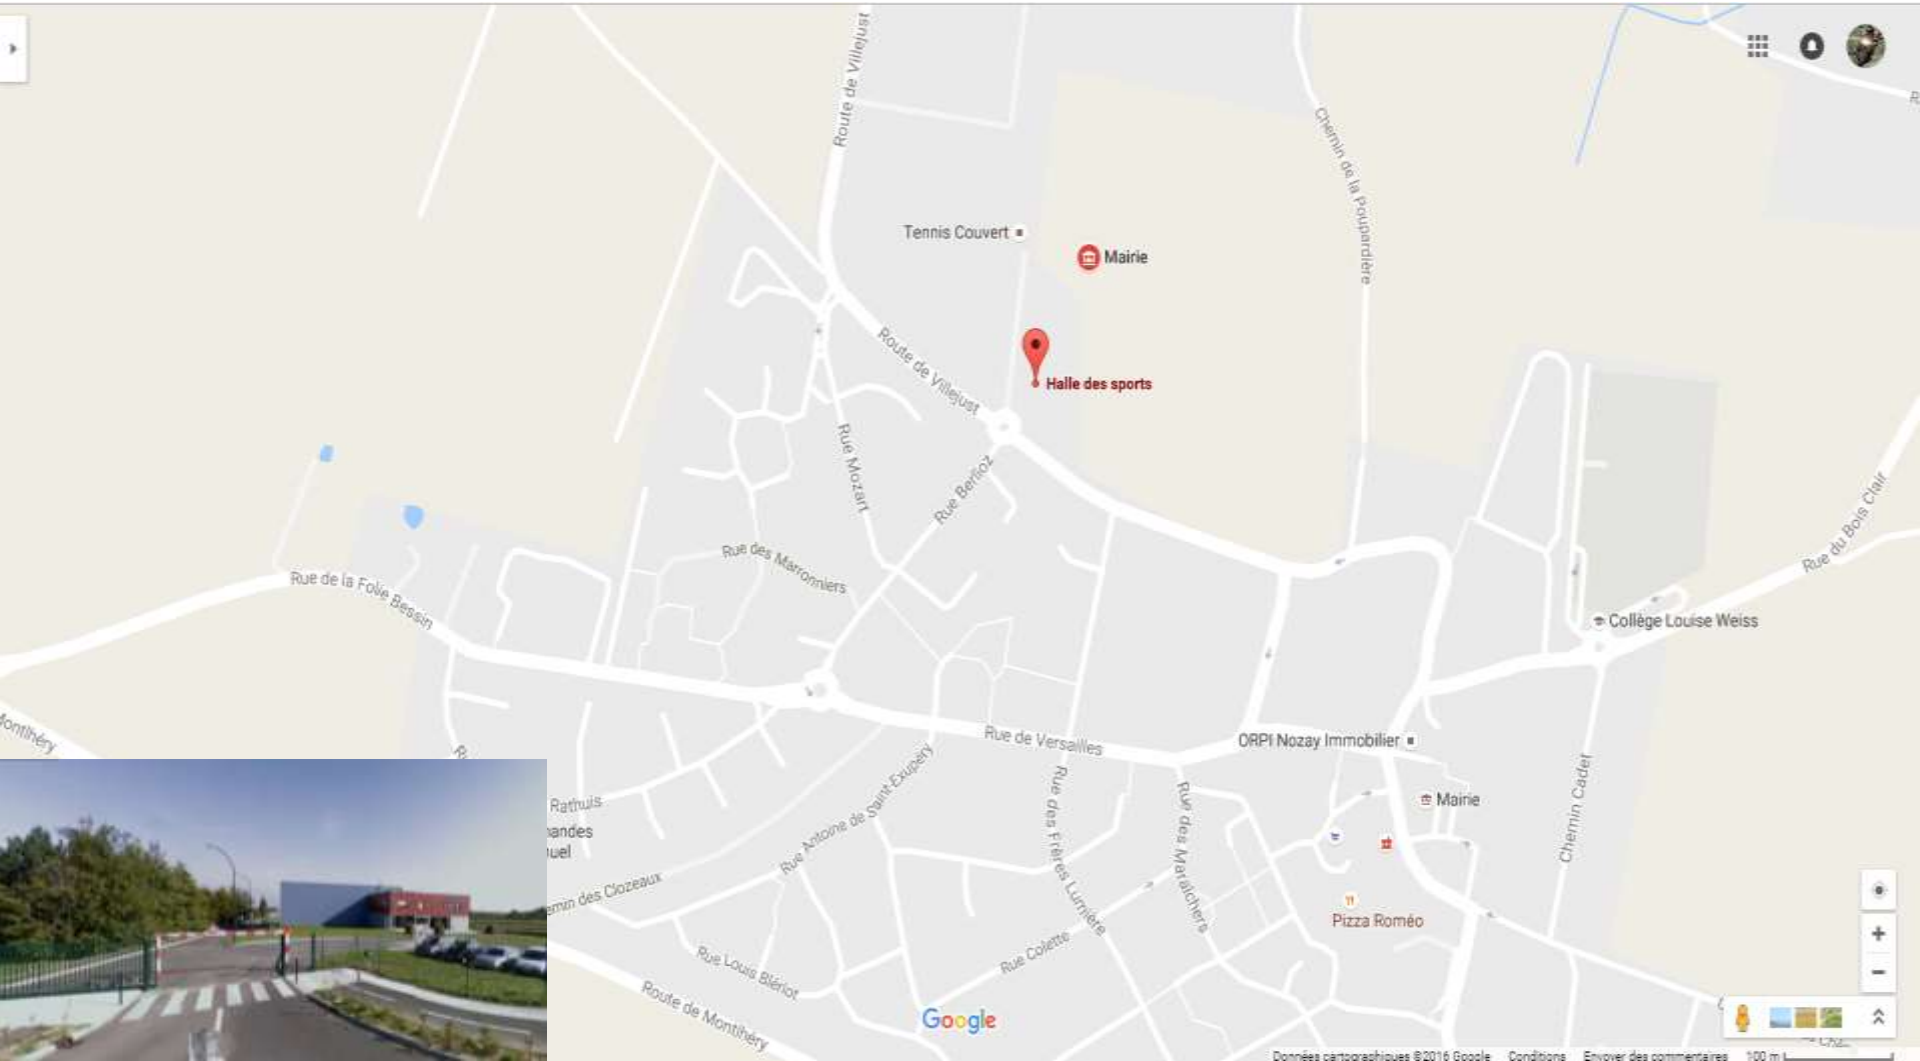 Route de Villejust
Chemin de la Poupardière
Tennis Couvert
Mairie
Route de Villejust
Halle des sports
Rue Mozart
Rue Berlioz
Rue du Bois Clair
Rue des Marronniers
Rue de la Folie Bessin
Collège Louise Weiss
Rue de Versailles
ORPI Nozay Immobilier
Mairie
Rue Antoine de Saint-Exupéry
Rue des Frères Lumière
Rue des Maraîchers
Chemin Cadet
Rathuis
Pizza Roméo
Rue Colette
Rue Louis Blériot
Route de Montlhéry
Google
Données cartographiques ©2016 Google Conditions Envoyer des commentaires 100 m